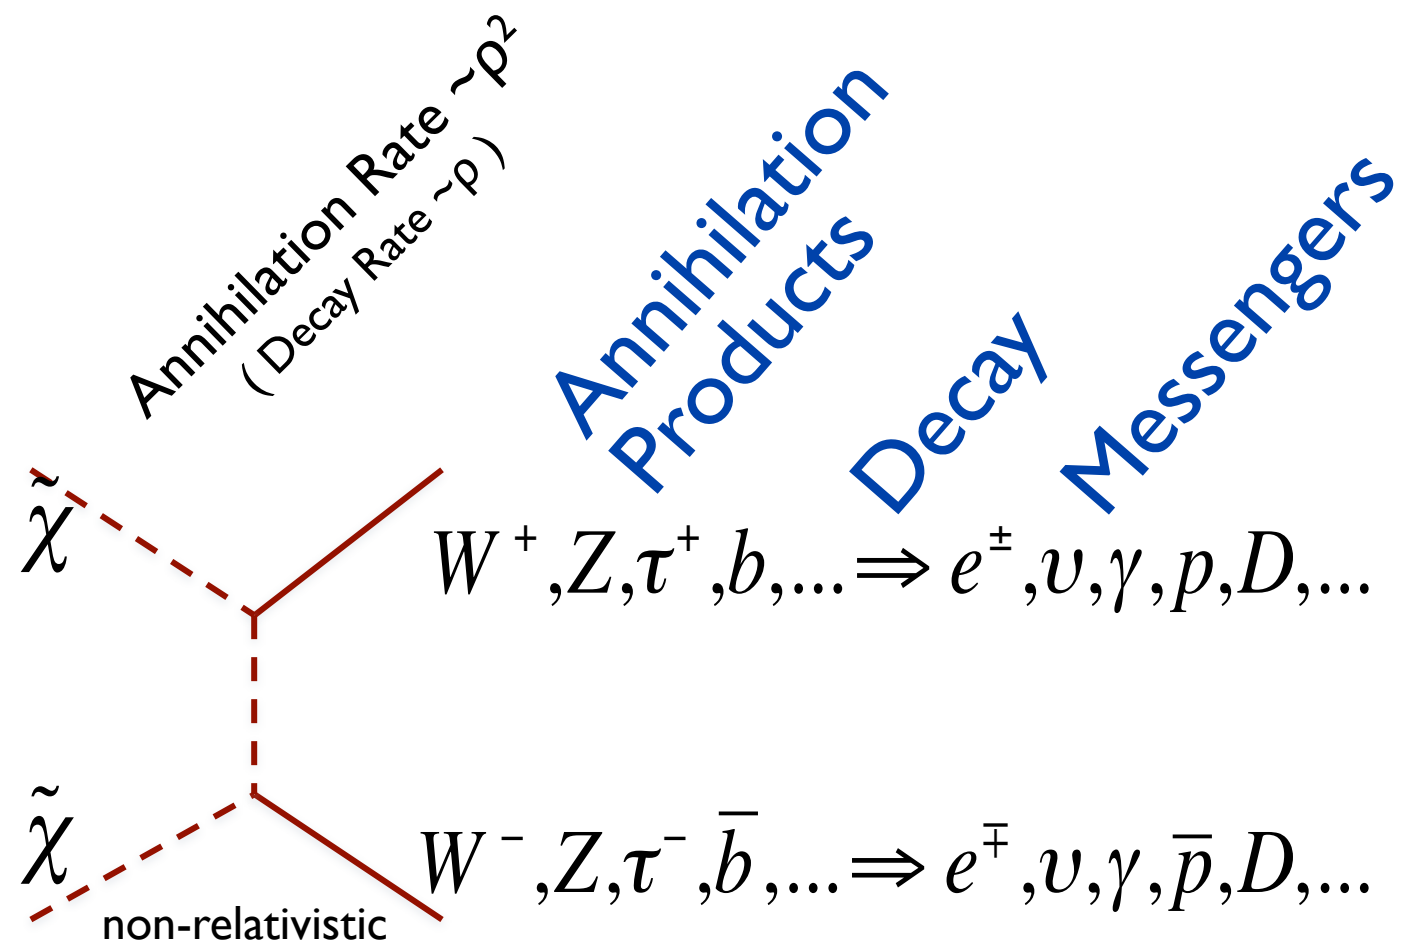 Annihilation Rate ~ρ²
( Decay Rate ~ρ )
Annihilation
Products
Decay
Messengers
χ̃
W⁺,Z,τ⁺,b,...⇒ e^±,υ,γ,p,D,...
χ̃
W⁻,Z,τ⁻,b̅,...⇒ e^∓,υ,γ,p̅,D,...
non-relativistic